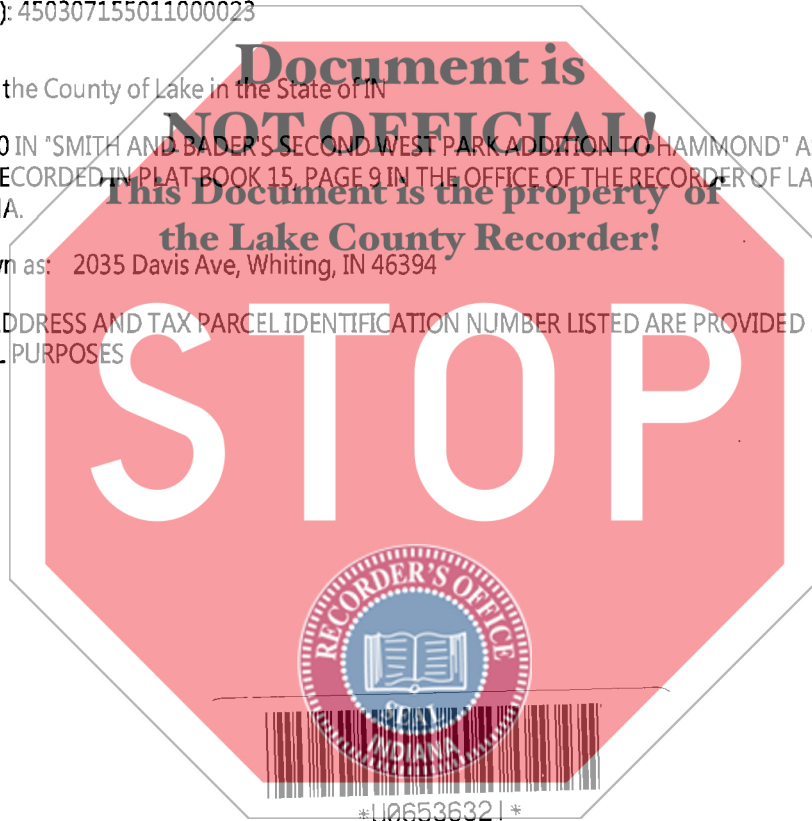 ): 450307155011000023
Document is
the County of Lake in the State of IN
NOT OFFICIAL!
0 IN "SMITH AND BADER'S SECOND WEST PARK ADDITION TO HAMMOND" A
ECORDED IN PLAT BOOK 15, PAGE 9 IN THE OFFICE OF THE RECORDER OF LA
This Document is the property of
A.
the Lake County Recorder!
n as: 2035 Davis Ave, Whiting, IN 46394
DDRESS AND TAX PARCEL IDENTIFICATION NUMBER LISTED ARE PROVIDED
L PURPOSES
STOP
RECORDER'S OFFICE
SEAL
INDIANA
*U06536321*